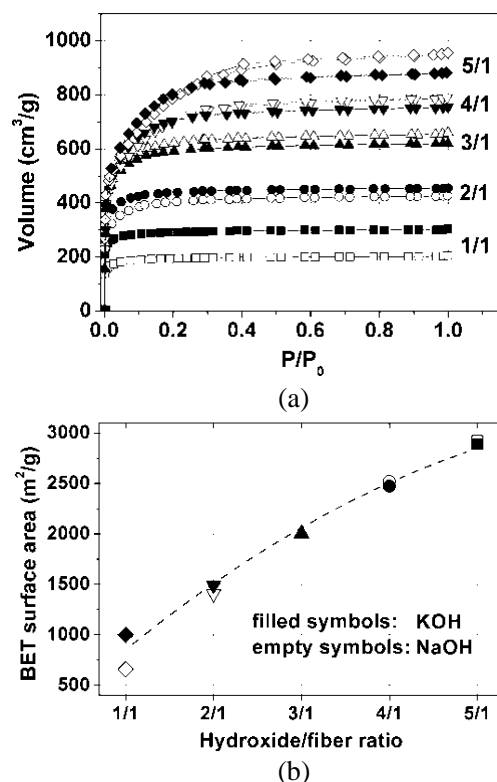 1000
800
600
400
200
0
Volume (cm³/g)
5/1
4/1
3/1
2/1
1/1
0.0 0.2 0.4 0.6 0.8 1.0
P/P₀
(a)
3000
2500
2000
1500
1000
500
BET surface area (m²/g)
filled symbols: KOH
empty symbols: NaOH
1/1 2/1 3/1 4/1 5/1
Hydroxide/fiber ratio
(b)